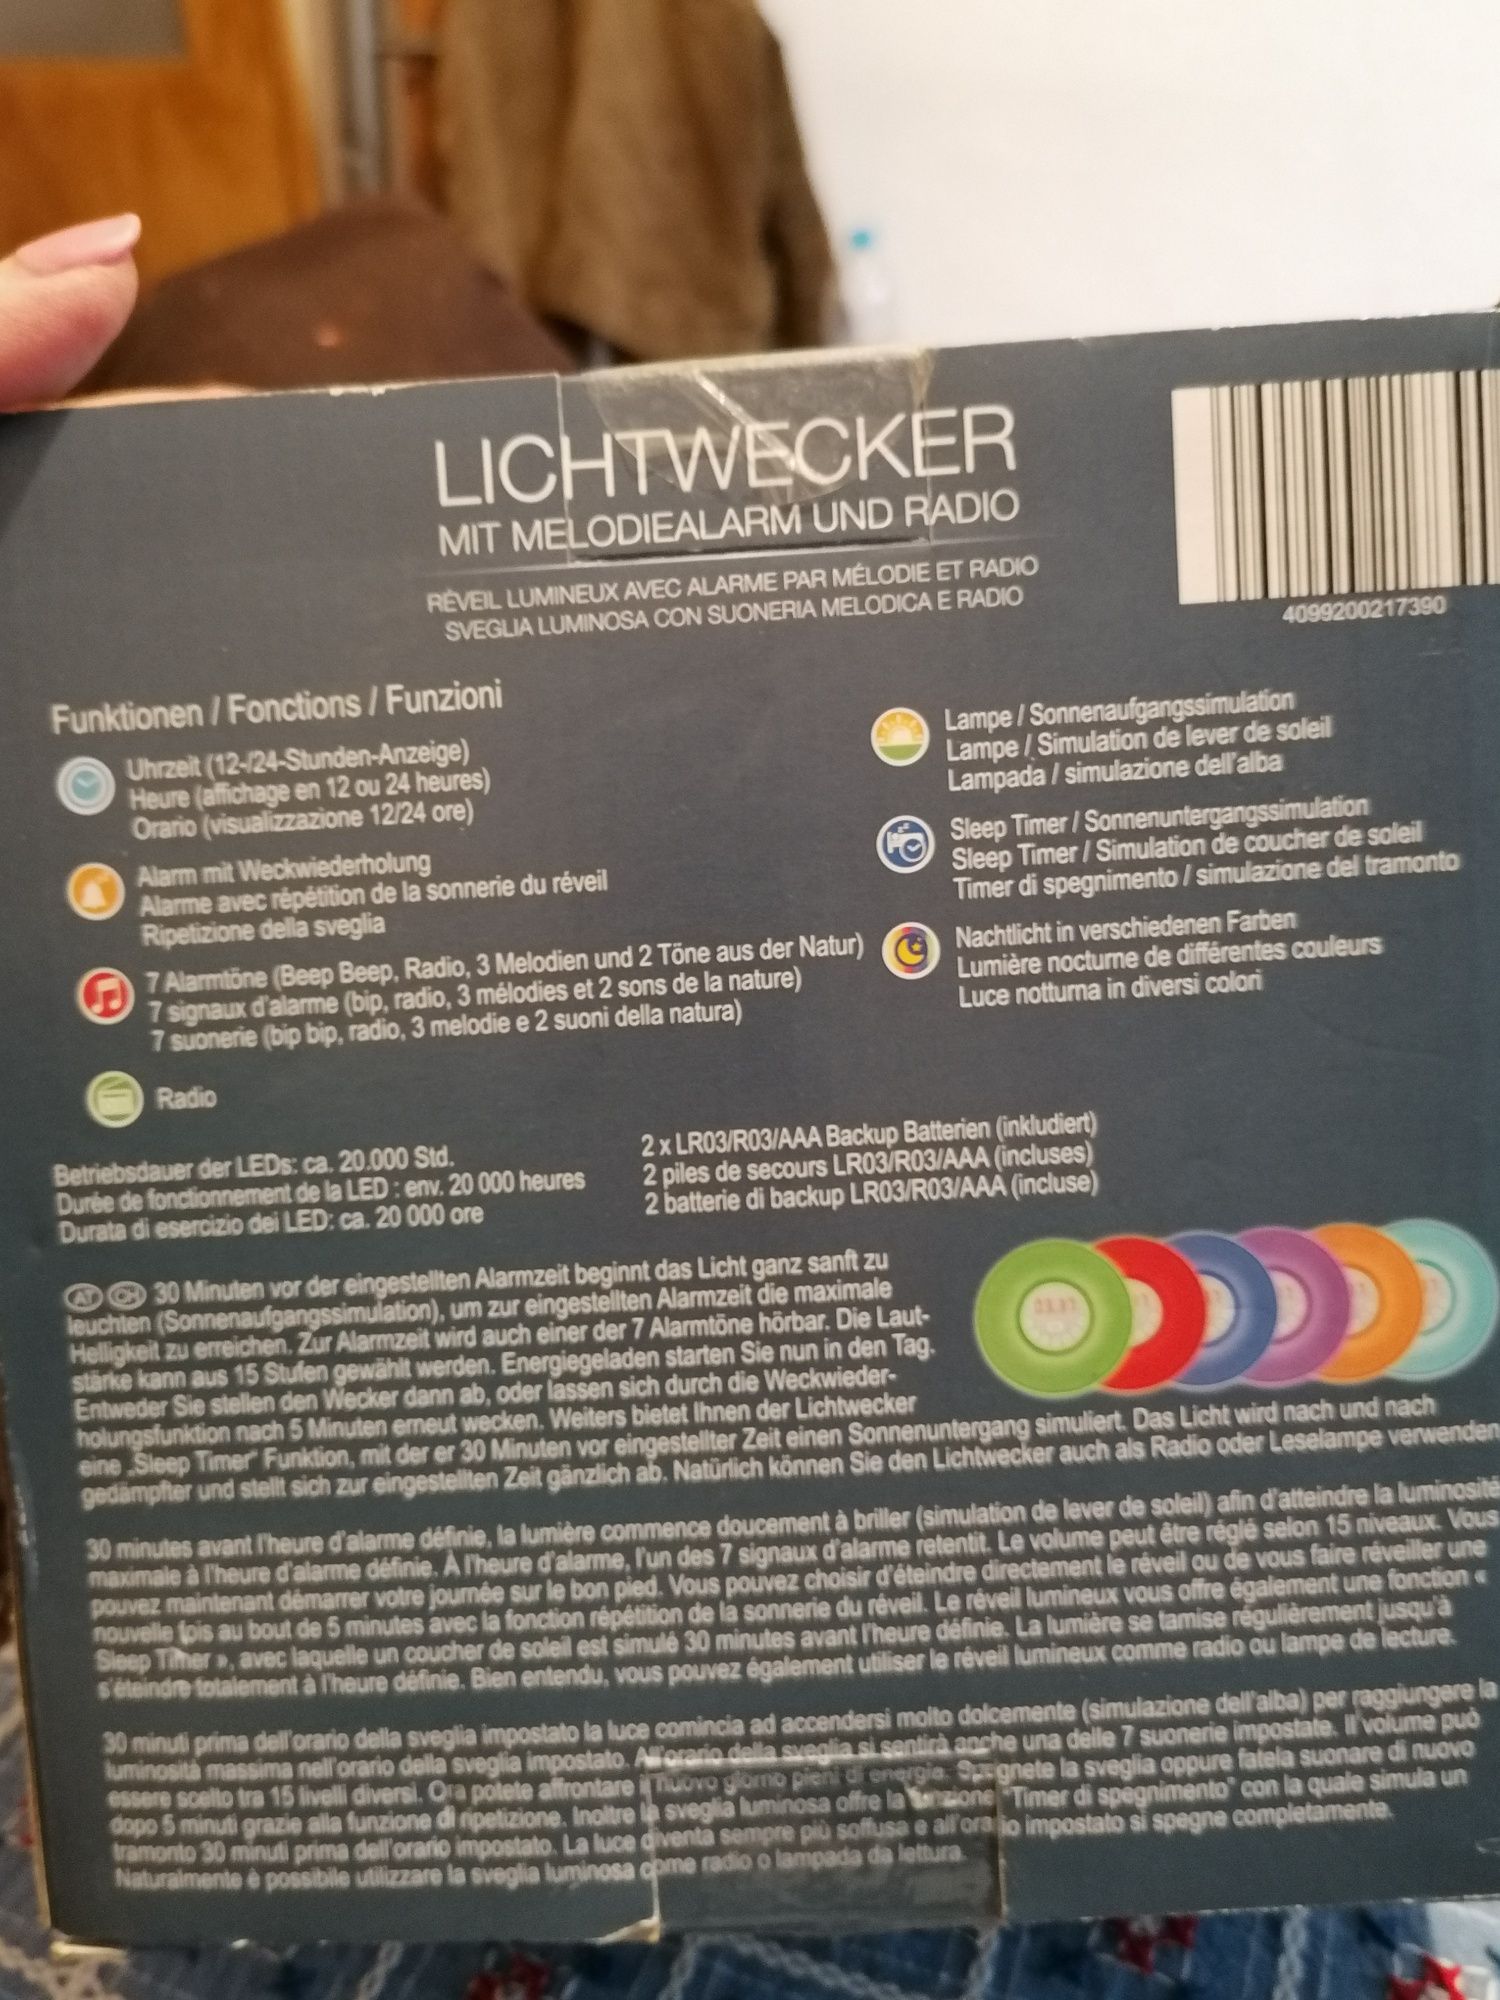 LICHTWECKER
MIT MELODIEALARM UND RADIO
RÉVEIL LUMINEUX AVEC ALARME PAR MÉLODIE ET RADIO
SVEGLIA LUMINOSA CON SUONERIA MELODICA E RADIO
4099200217390
Funktionen / Fonctions / Funzioni
Uhrzeit (12-/24-Stunden-Anzeige)
Heure (affichage en 12 ou 24 heures)
Orario (visualizzazione 12/24 ore)
Alarm mit Weckwiederholung
Alarme avec répétition de la sonnerie du réveil
Ripetizione della sveglia
7 Alarmtöne (Beep Beep, Radio, 3 Melodien und 2 Töne aus der Natur)
7 signaux d'alarme (bip, radio, 3 mélodies et 2 sons de la nature)
7 suonerie (bip bip, radio, 3 melodie e 2 suoni della natura)
Radio
Lampe / Sonnenaufgangssimulation
Lampe / Simulation de lever de soleil
Lampada / simulazione dell'alba
Sleep Timer / Sonnenuntergangssimulation
Sleep Timer / Simulation de coucher de soleil
Timer di spegnimento / simulazione del tramonto
Nachtlicht in verschiedenen Farben
Lumière nocturne de différentes couleurs
Luce notturna in diversi colori
Betriebsdauer der LEDs: ca. 20.000 Std.
Durée de fonctionnement de la LED : env. 20 000 heures
Durata di esercizio dei LED: ca. 20 000 ore
2 x LR03/R03/AAA Backup Batterien (inkludiert)
2 piles de secours LR03/R03/AAA (incluses)
2 batterie di backup LR03/R03/AAA (incluse)
AT CH 30 Minuten vor der eingestellten Alarmzeit beginnt das Licht ganz sanft zu
leuchten (Sonnenaufgangssimulation), um zur eingestellten Alarmzeit die maximale
Helligkeit zu erreichen. Zur Alarmzeit wird auch einer der 7 Alarmtöne hörbar. Die Laut-
stärke kann aus 15 Stufen gewählt werden. Energiegeladen starten Sie nun in den Tag.
Entweder Sie stellen den Wecker dann ab, oder lassen sich durch die Weckwieder-
holungsfunktion nach 5 Minuten erneut wecken. Weiters bietet Ihnen der Lichtwecker
eine „Sleep Timer" Funktion, mit der er 30 Minuten vor eingestellter Zeit einen Sonnenuntergang simuliert. Das Licht wird nach und nach
gedämpfter und stellt sich zur eingestellten Zeit gänzlich ab. Natürlich können Sie den Lichtwecker auch als Radio oder Leselampe verwenden
30 minutes avant l'heure d'alarme définie, la lumière commence doucement à briller (simulation de lever de soleil) afin d'atteindre la luminosité
maximale à l'heure d'alarme définie. À l'heure d'alarme, l'un des 7 signaux d'alarme retentit. Le volume peut être réglé selon 15 niveaux. Vous
pouvez maintenant démarrer votre journée sur le bon pied. Vous pouvez choisir d'éteindre directement le réveil ou de vous faire réveiller une
nouvelle fois au bout de 5 minutes avec la fonction répétition de la sonnerie du réveil. Le réveil lumineux vous offre également une fonction «
Sleep Timer », avec laquelle un coucher de soleil est simulé 30 minutes avant l'heure définie. La lumière se tamise régulièrement jusqu'à
s'éteindre totalement à l'heure définie. Bien entendu, vous pouvez également utiliser le réveil lumineux comme radio ou lampe de lecture.
30 minuti prima dell'orario della sveglia impostato la luce comincia ad accendersi molto dolcemente (simulazione dell'alba) per raggiungere la
luminosità massima nell'orario della sveglia impostato. All'orario della sveglia si sentirà anche una delle 7 suonerie impostate. Il volume può
essere scelto tra 15 livelli diversi. Ora potete affrontare il nuovo giorno pieni di energia. Spegnete la sveglia oppure fatela suonare di nuovo
dopo 5 minuti grazie alla funzione di ripetizione. Inoltre la sveglia luminosa offre la funzione "Timer di spegnimento" con la quale simula un
tramonto 30 minuti prima dell'orario impostato. La luce diventa sempre più soffusa e all'orario impostato si spegne completamente.
Naturalmente è possibile utilizzare la sveglia luminosa come radio o lampada da lettura.